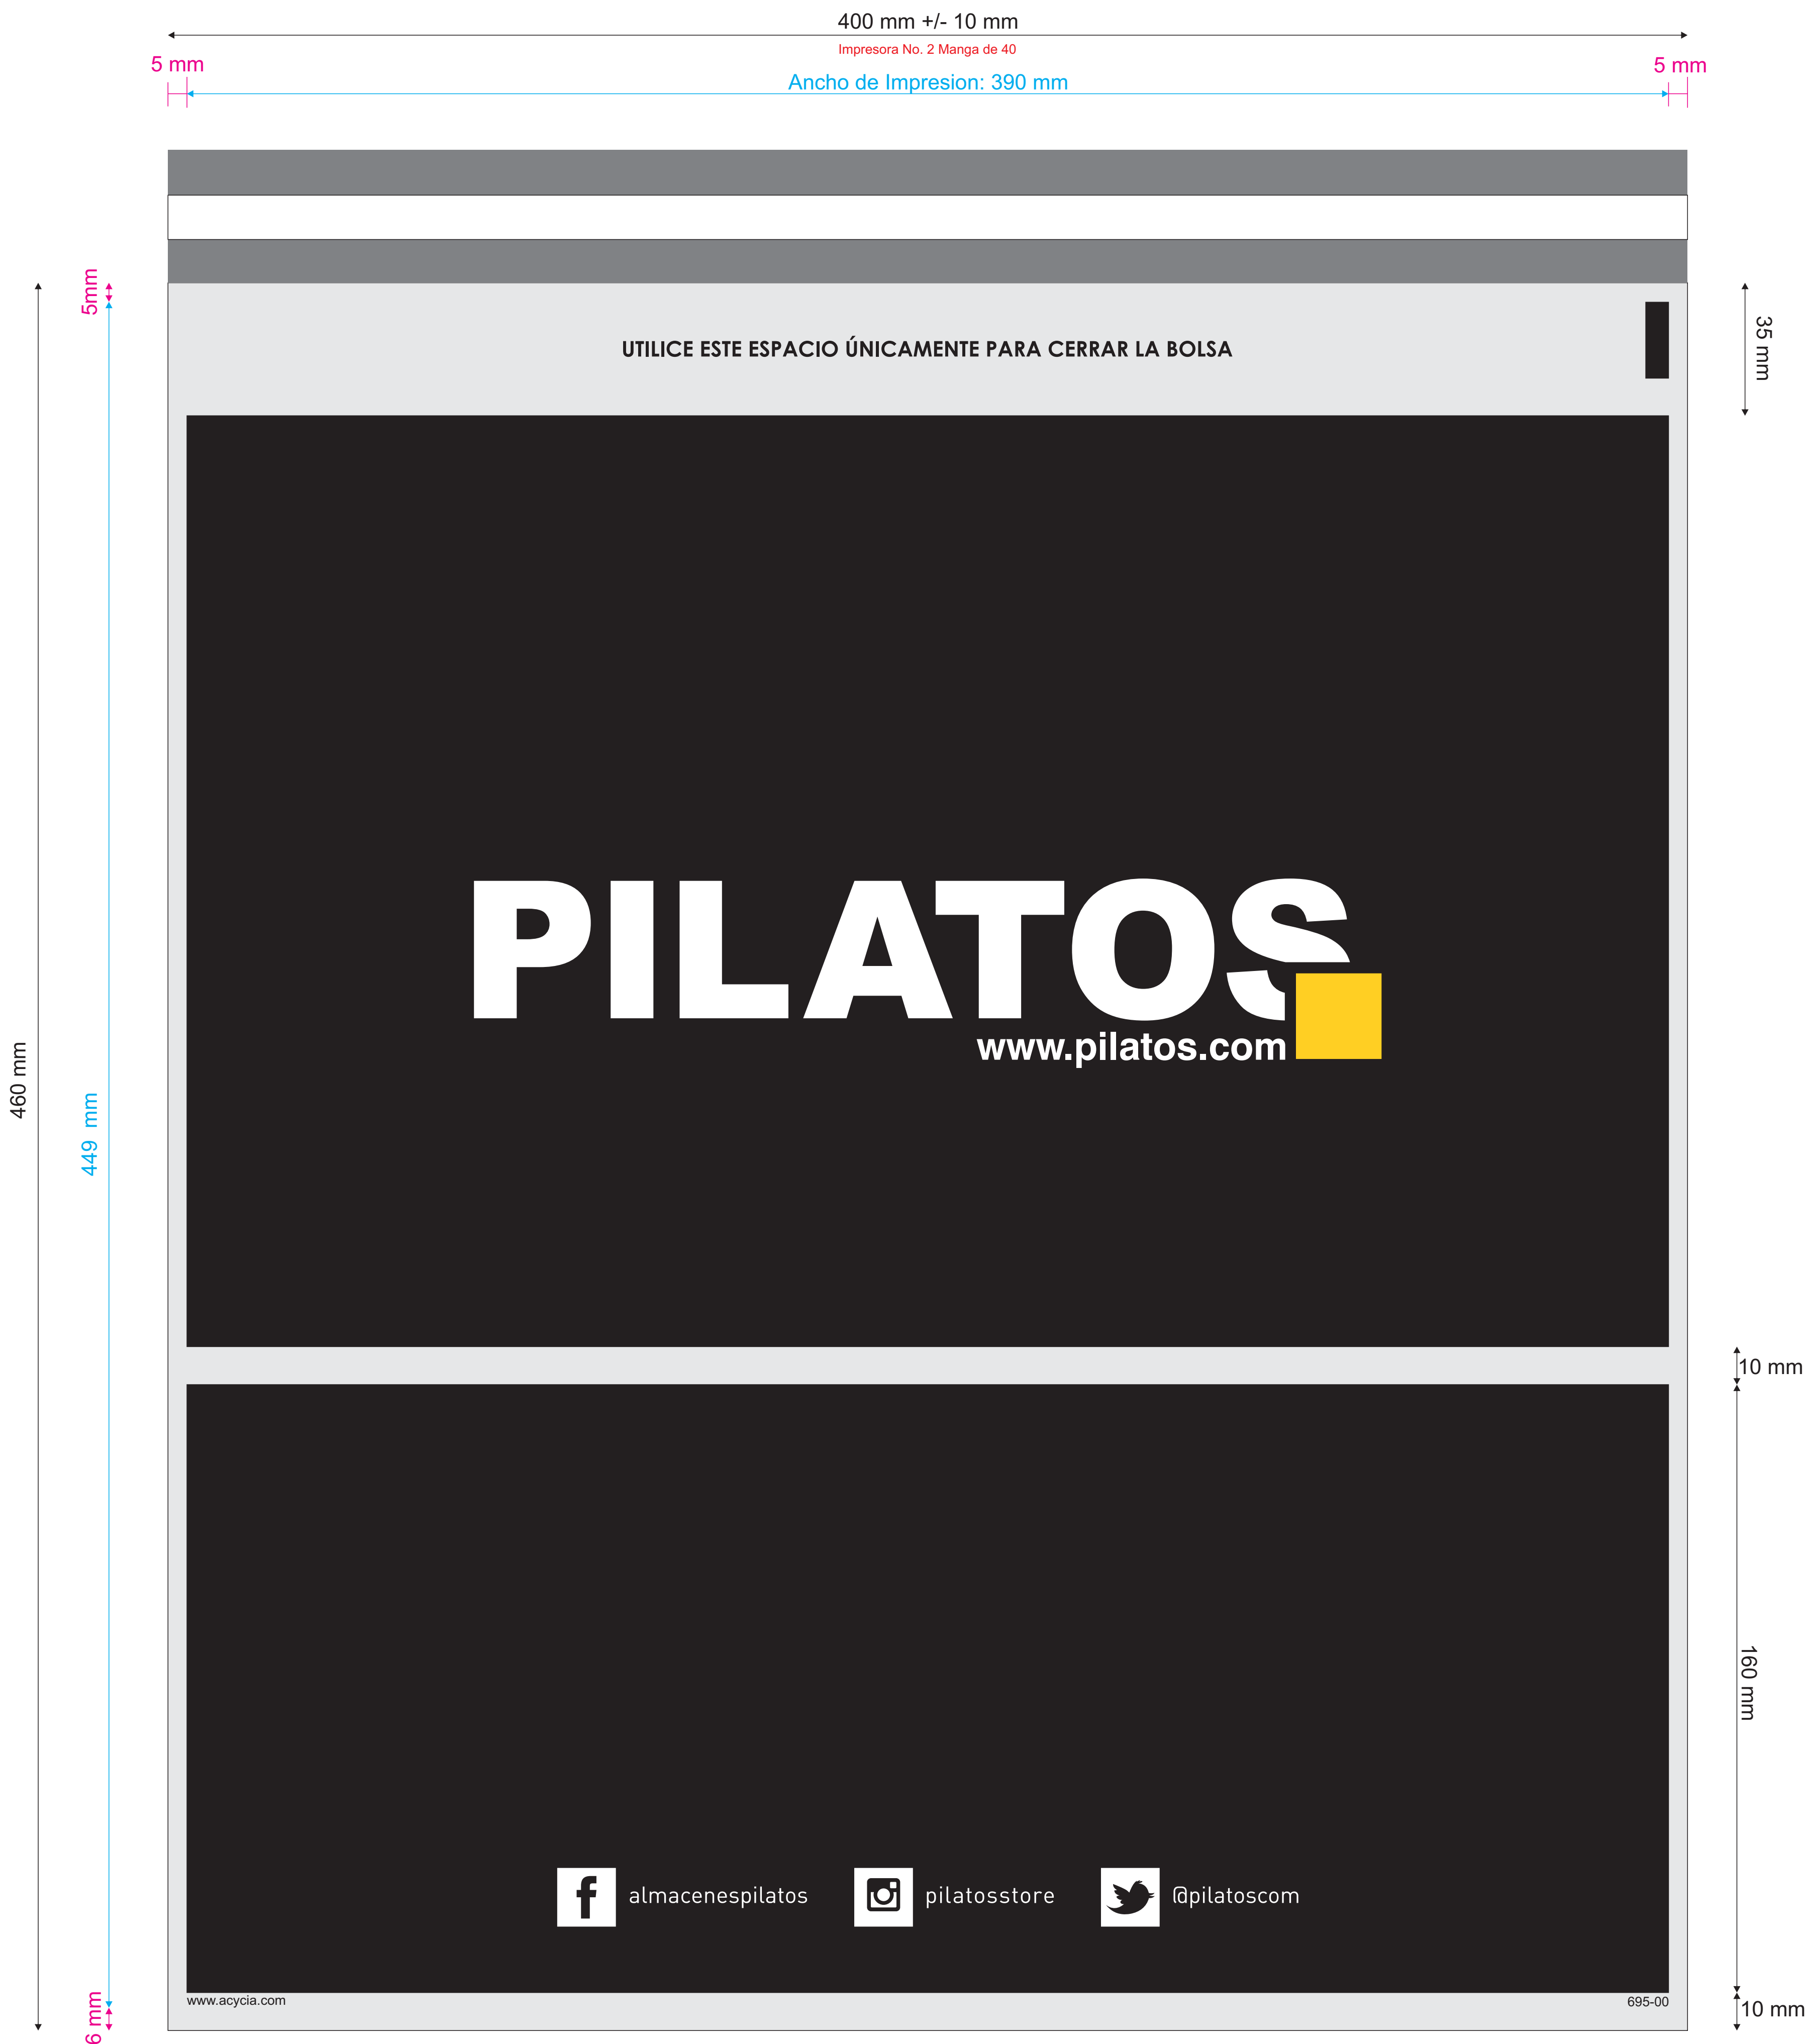 400 mm +/- 10 mm
Impresora No. 2 Manga de 40
5 mm
5 mm
Ancho de Impresion: 390 mm
5mm
35 mm
UTILICE ESTE ESPACIO ÚNICAMENTE PARA CERRAR LA BOLSA
PILATOS
www.pilatos.com
460 mm
449 mm
10 mm
160 mm
almacenespilatos
pilatosstore
@pilatoscom
www.acycia.com
695-00
6 mm
10 mm